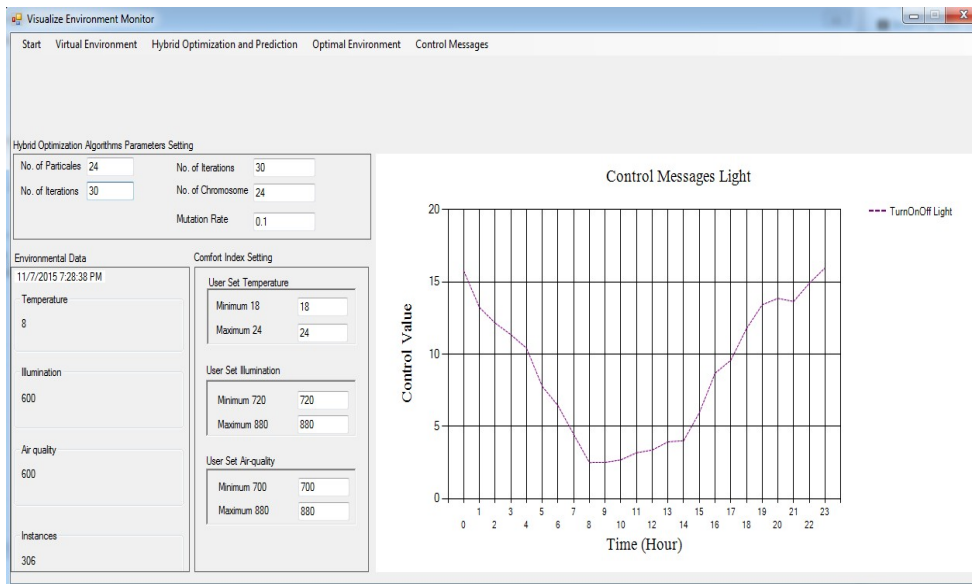 Visualize Environment Monitor
Start Virtual Environment Hybrid Optimization and Prediction Optimal Environment Control Messages
Hybrid Optimization Algorithms Parameters Setting
No. of Particales 24 No. of Iterations 30
No. of Iterations 30 No. of Chromosome 24
Mutation Rate 0.1
Environmental Data
11/7/2015 7:28:38 PM
Temperature
8
Illumination
600
Air quality
600
Instances
306
Comfort Index Setting
User Set Temperature
Minimum 18 18
Maximum 24 24
User Set Illumination
Minimum 720 720
Maximum 880 880
User Set Air-quality
Minimum 700 700
Maximum 880 880
Control Messages Light
TurnOnOff Light
Control Value
20
15
10
5
0
1 3 5 7 9 11 13 15 17 19 21 23
0 2 4 6 8 10 12 14 16 18 20 22
Time (Hour)